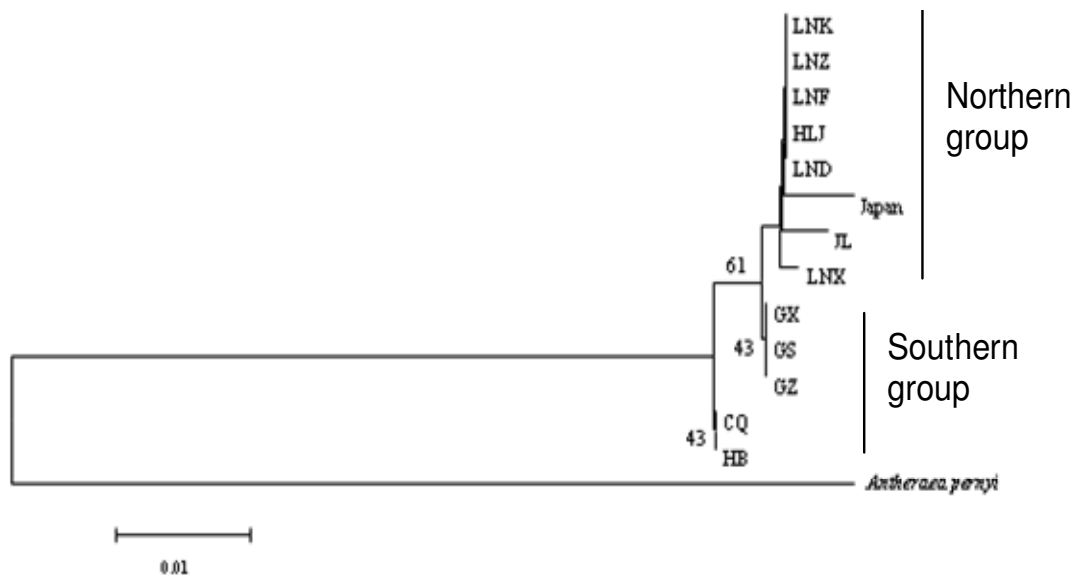 LNK
LNZ
LNF
HLJ
LND
Japan
JL
LNX
Northern
group
61
GX
GS
GZ
43
Southern
group
CQ
HB
43
Antheraea pernyi
0.01